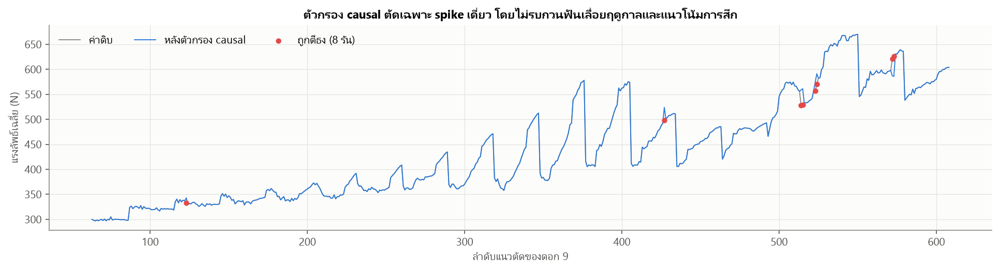 ตัวกรอง causal ตัดเฉพาะ spike เดี่ยว โดยไม่รบกวนฟันเลื่อยฤดูกาลและแนวโน้มการสึก
ค่าดิบ
หลังตัวกรอง causal
ถูกตีธง (8 รัน)
แรงลัพธ์เฉลี่ย (N)
650
600
550
500
450
400
350
300
100 200 300 400 500 600
ลำดับแนวตัดของดอก 9